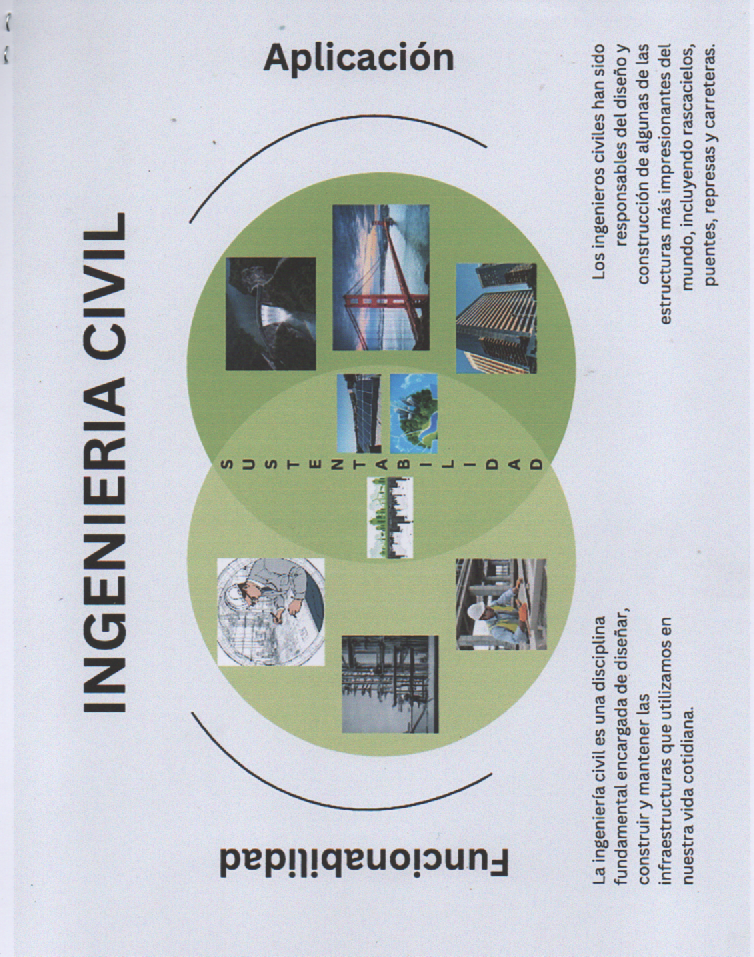 INGENIERIA CIVIL
Funcionabilidad
Aplicación
SUSTENTABILIDAD
La ingeniería civil es una disciplina
fundamental encargada de diseñar,
construir y mantener las
infraestructuras que utilizamos en
nuestra vida cotidiana.
Los ingenieros civiles han sido
responsables del diseño y
construcción de algunas de las
estructuras más impresionantes del
mundo, incluyendo rascacielos,
puentes, represas y carreteras.